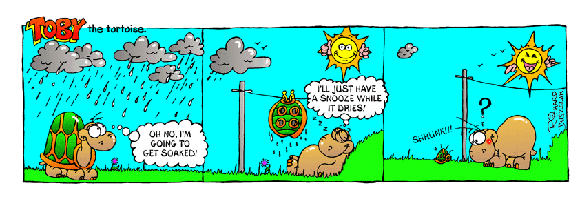 TOBY the tortoise.
OH NO, I'M
GOING TO
GET SOAKED!
I'LL JUST HAVE
A SNOOZE WHILE
IT DRIES!
z z z
SHRUNK!!!
?